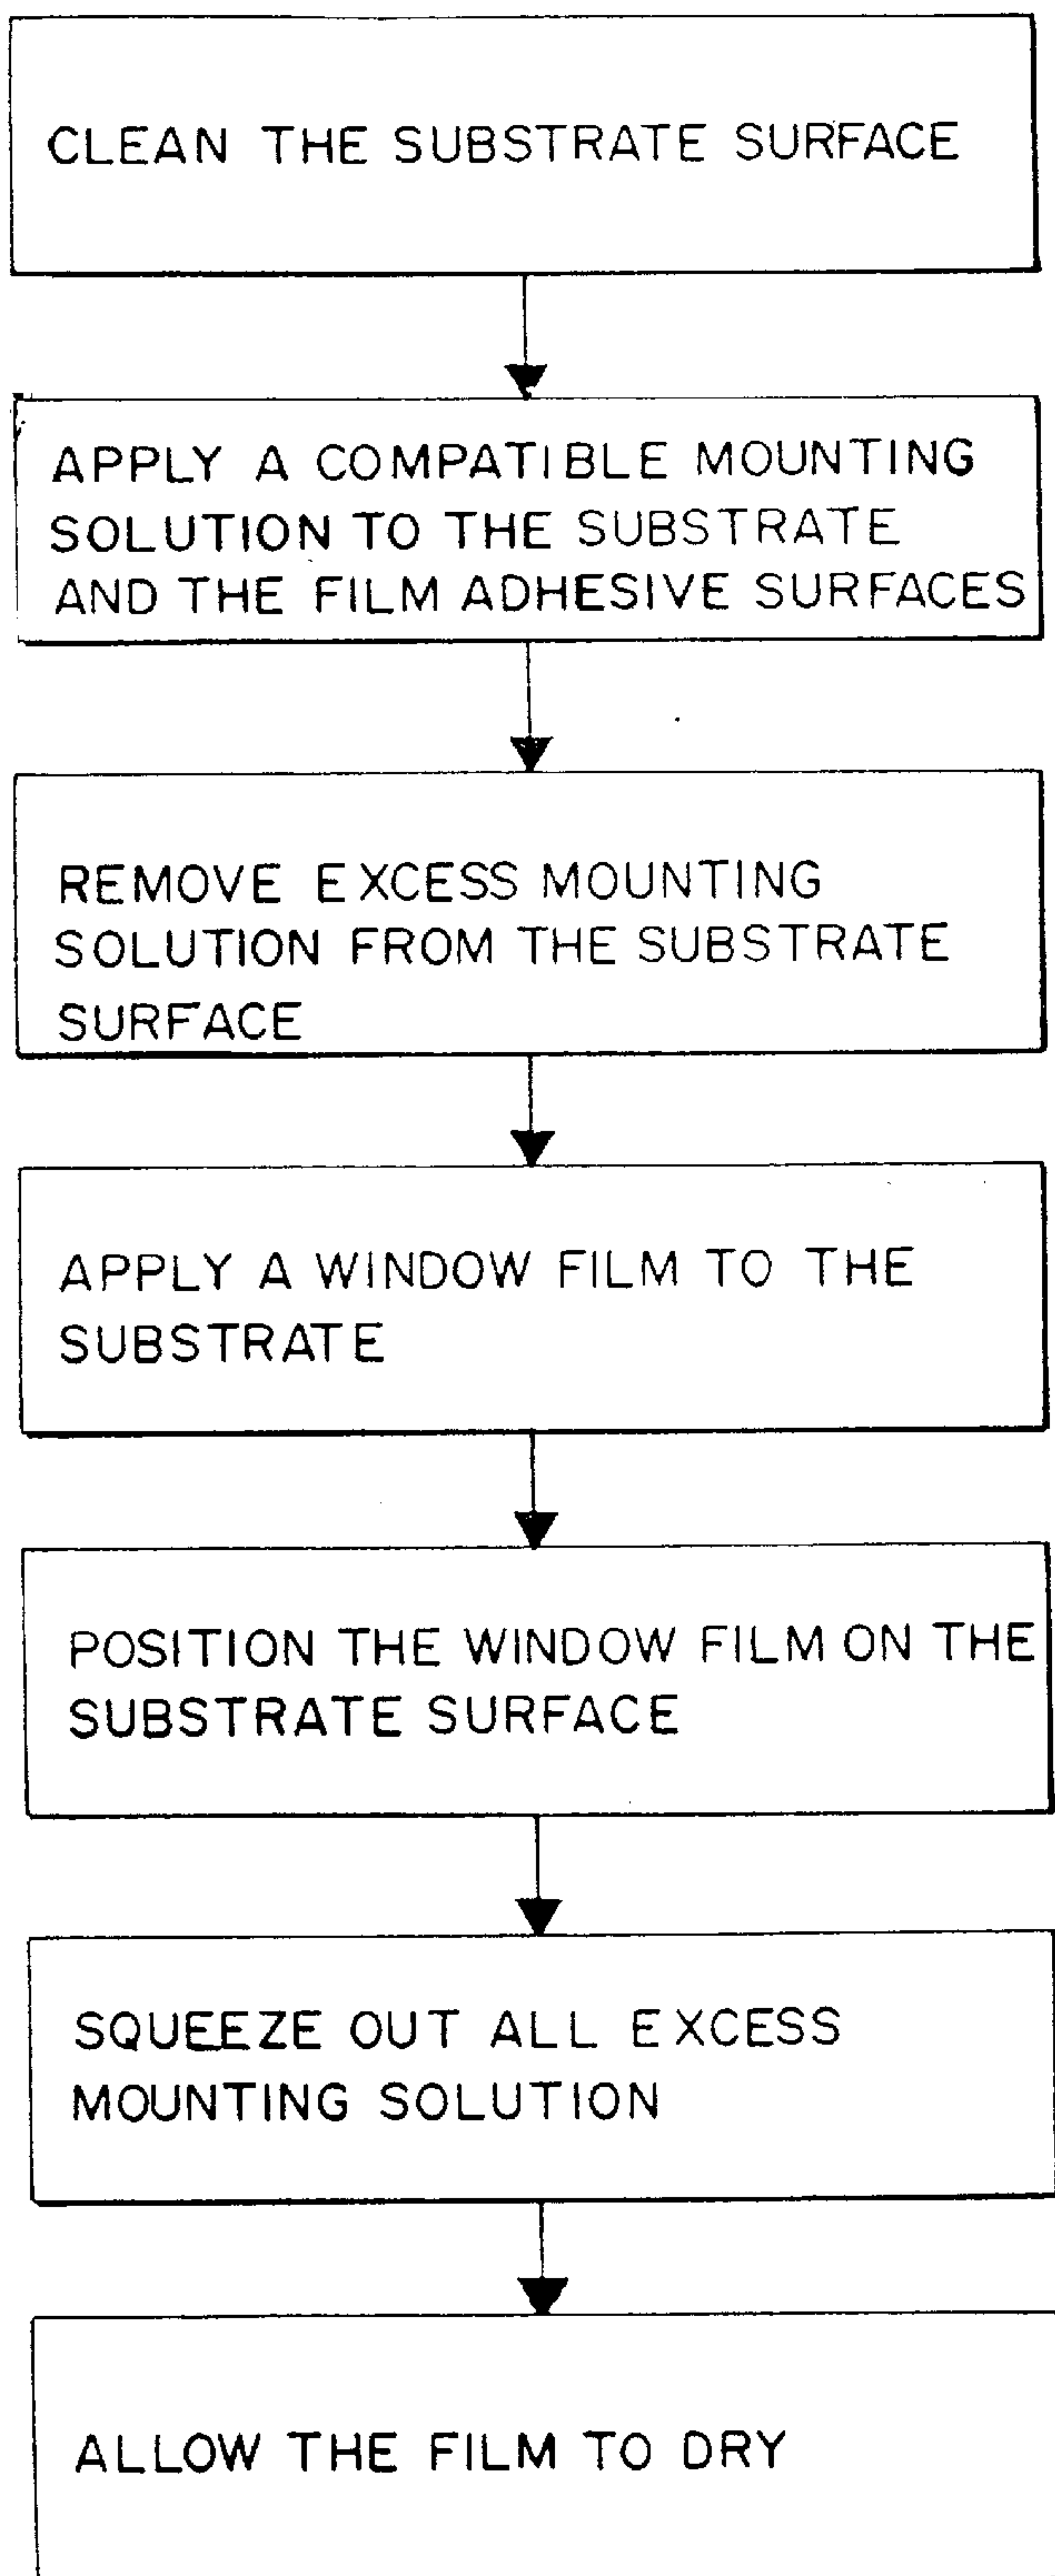 CLEAN THE SUBSTRATE SURFACE
APPLY A COMPATIBLE MOUNTING
SOLUTION TO THE SUBSTRATE
AND THE FILM ADHESIVE SURFACES
REMOVE EXCESS MOUNTING
SOLUTION FROM THE SUBSTRATE
SURFACE
APPLY A WINDOW FILM TO THE
SUBSTRATE
POSITION THE WINDOW FILM ON THE
SUBSTRATE SURFACE
SQUEEZE OUT ALL EXCESS
MOUNTING SOLUTION
ALLOW THE FILM TO DRY